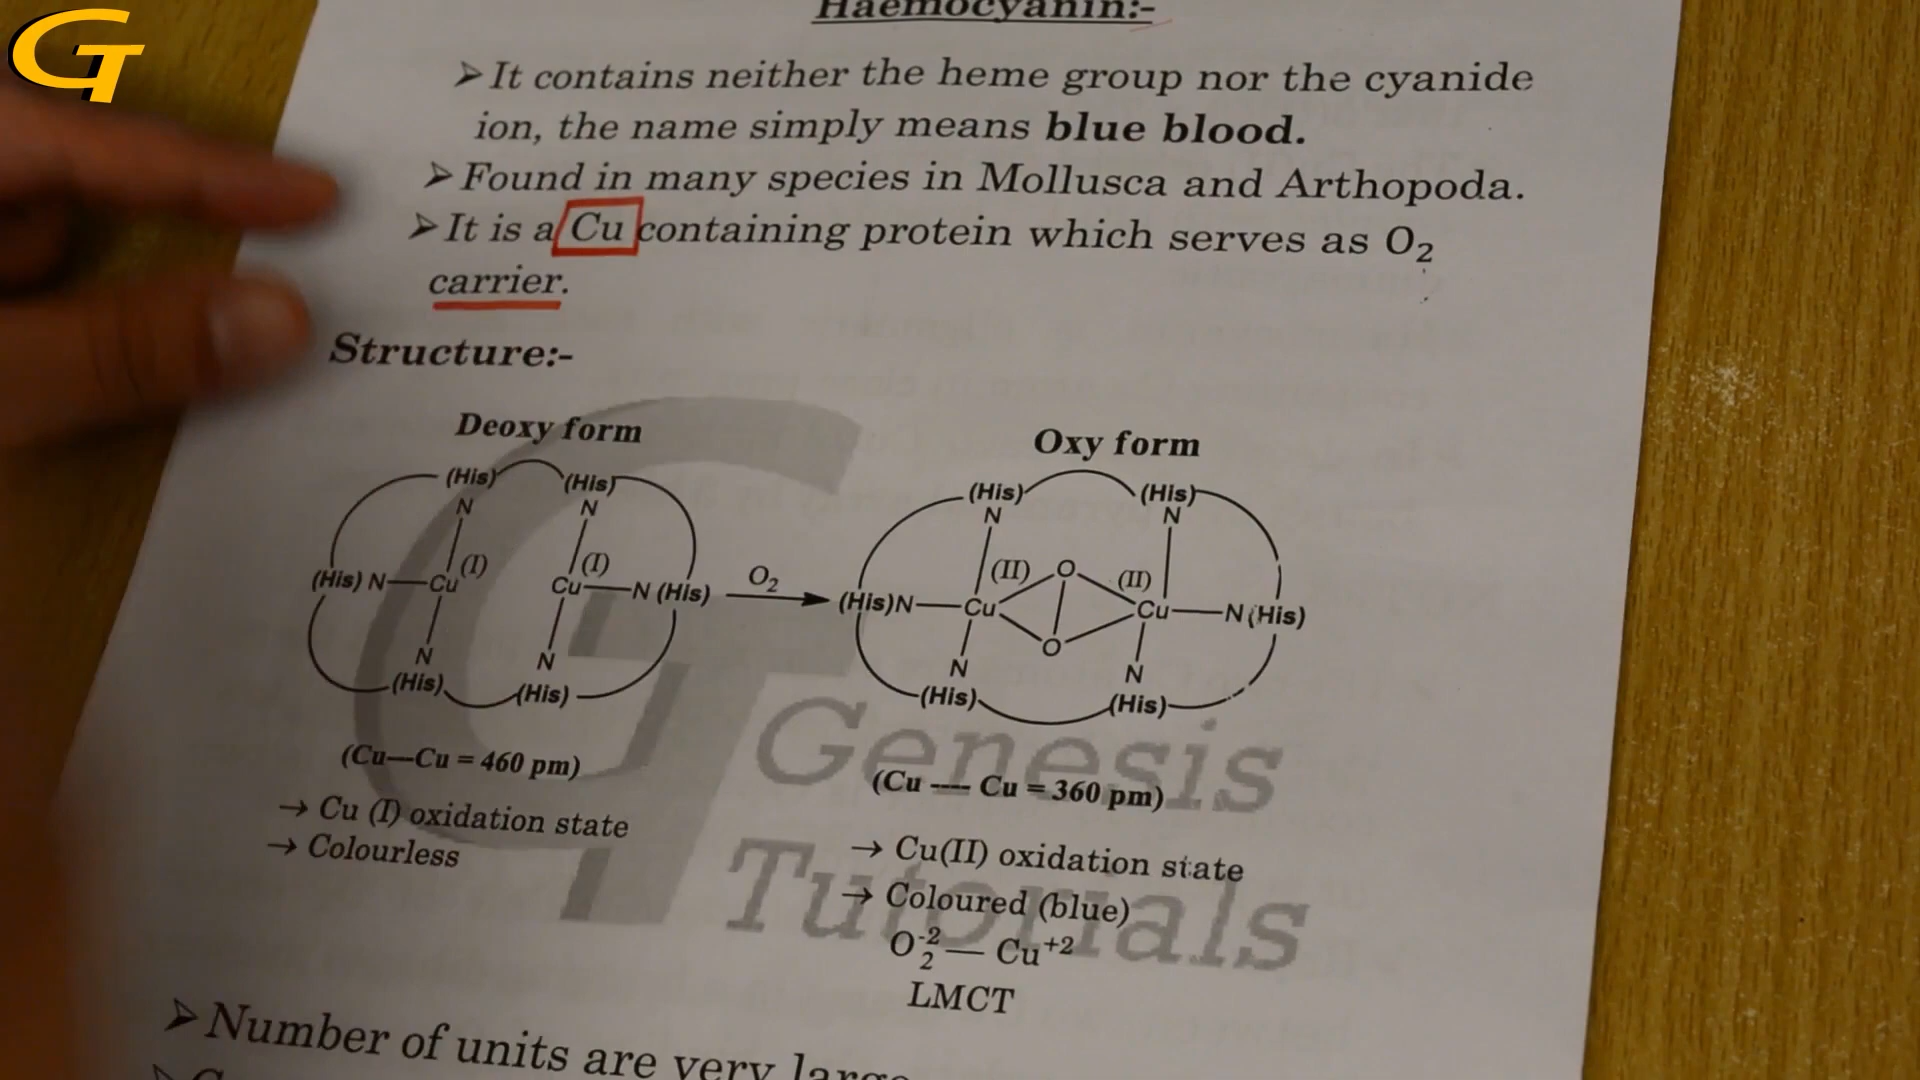 GT
Haemocyanin:-
➢ It contains neither the heme group nor the cyanide
ion, the name simply means blue blood.
➢ Found in many species in Mollusca and Arthopoda.
➢ It is a Cu containing protein which serves as O₂
carrier.
Structure:-
Deoxy form
Oxy form
(His) (His)
N N
(I) (I)
(His) N—Cu Cu—N (His)
N N
(His) (His)
O₂
(His) (His)
N N
(II) O (II)
(His)N—Cu Cu—N(His)
O
N N
(His) (His)
(Cu—Cu = 460 pm)
(Cu ---- Cu = 360 pm)
→ Cu (I) oxidation state
→ Colourless
→ Cu(II) oxidation state
→ Coloured (blue)
O₂⁻² — Cu⁺²
LMCT
Genesis
Tutorials
➢ Number of units are very large